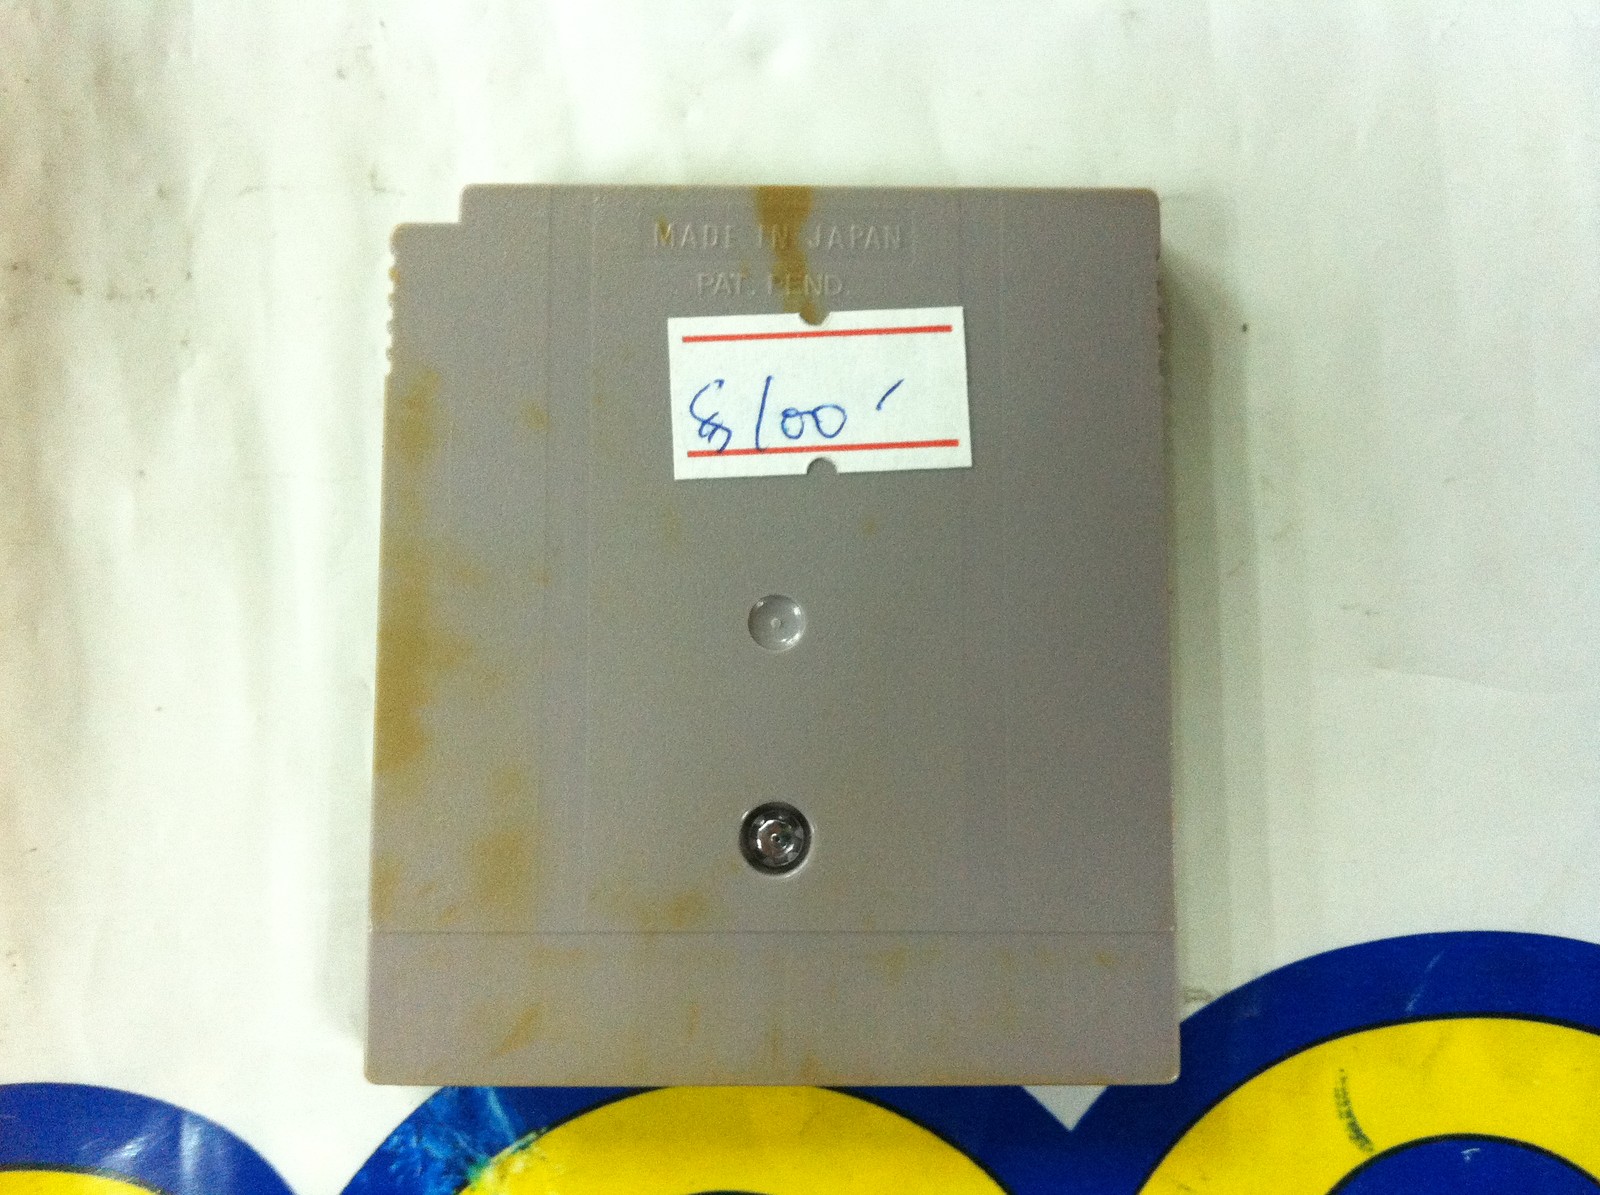 MADE IN JAPAN
PAT. PEND.
100